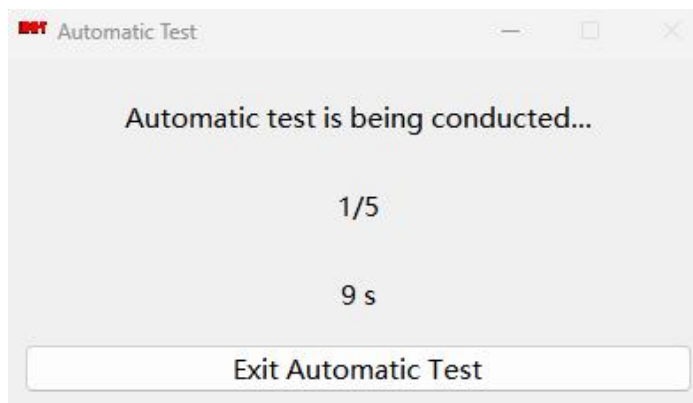 Automatic Test
Automatic test is being conducted...
1/5
9 s
Exit Automatic Test